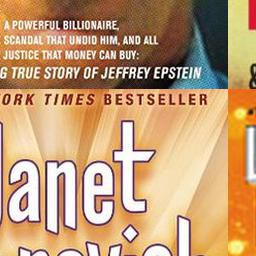 A POWERFUL BILLIONAIRE,
SCANDAL THAT UNDID HIM, AND ALL
JUSTICE THAT MONEY CAN BUY:
G TRUE STORY OF JEFFREY EPSTEIN
ORK TIMES BESTSELLER
Janet